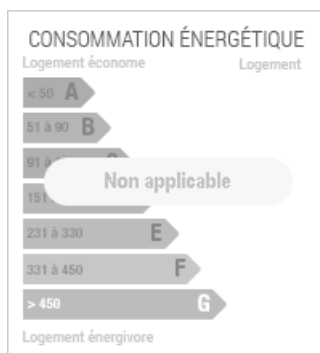 CONSOMMATION ÉNERGÉTIQUE
Logement économe Logement
< 50 A
51 à 90 B
91 à
Non applicable
151
231 à 330 E
331 à 450 F
> 450 G
Logement énergivore